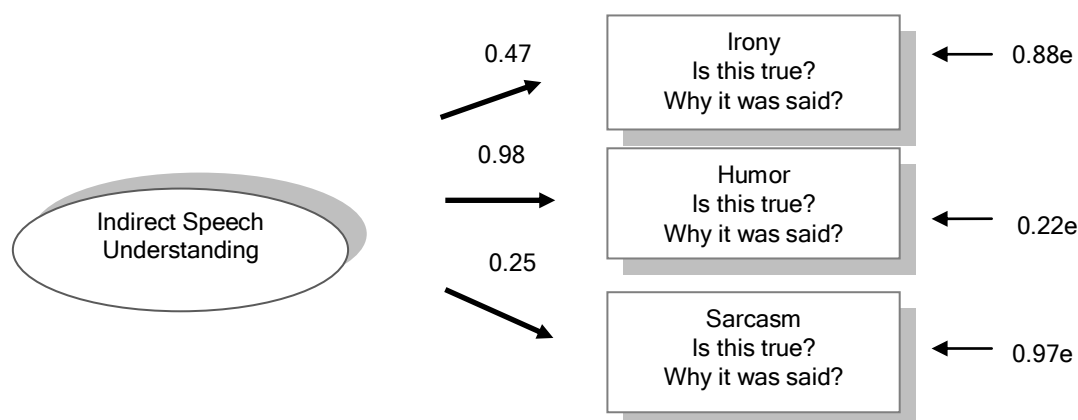 Indirect Speech
Understanding
0.47
0.98
0.25
Irony
Is this true?
Why it was said?
0.88e
Humor
Is this true?
Why it was said?
0.22e
Sarcasm
Is this true?
Why it was said?
0.97e